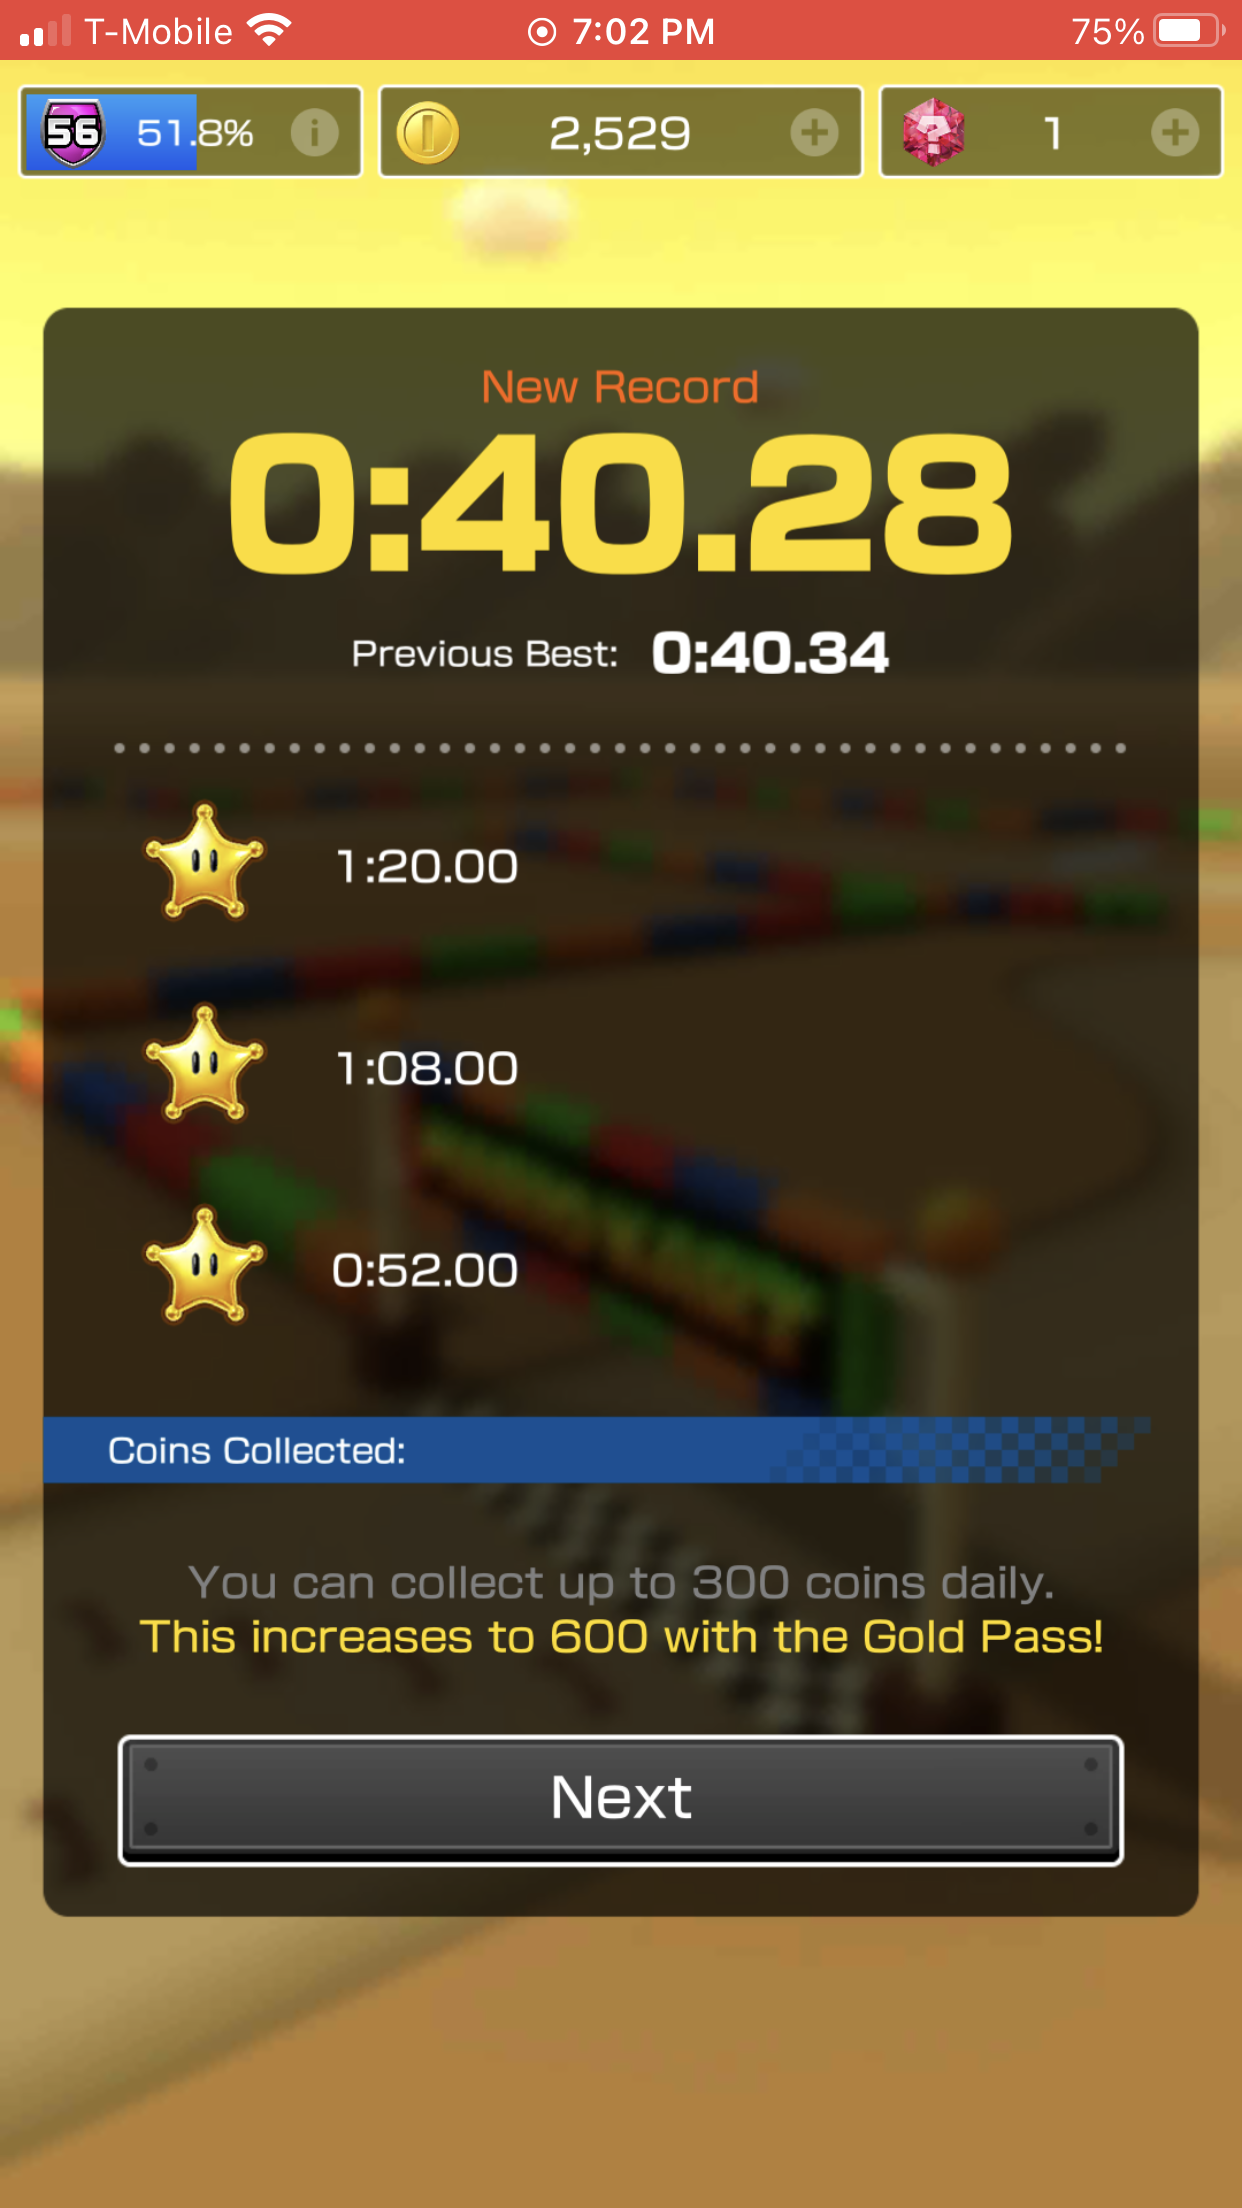 T-Mobile 7:02 PM 75%
56 51.8% i 2,529 + ? 1 +
New Record
0:40.28
Previous Best: 0:40.34
1:20.00
1:08.00
0:52.00
Coins Collected:
You can collect up to 300 coins daily.
This increases to 600 with the Gold Pass!
Next